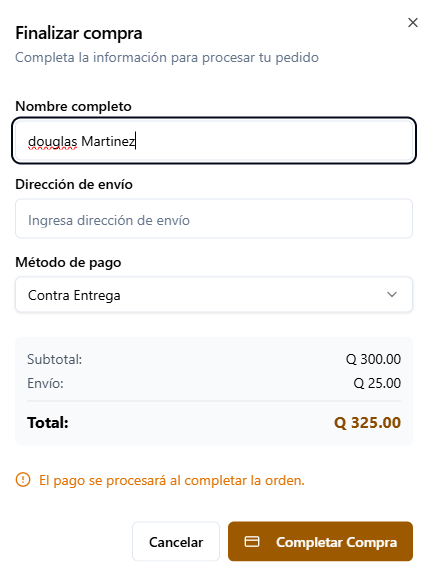 Finalizar compra
Completa la información para procesar tu pedido
Nombre completo
douglas Martinez
Dirección de envío
Ingresa dirección de envío
Método de pago
Contra Entrega
Subtotal: Q 300.00
Envío: Q 25.00
Total: Q 325.00
El pago se procesará al completar la orden.
Cancelar Completar Compra